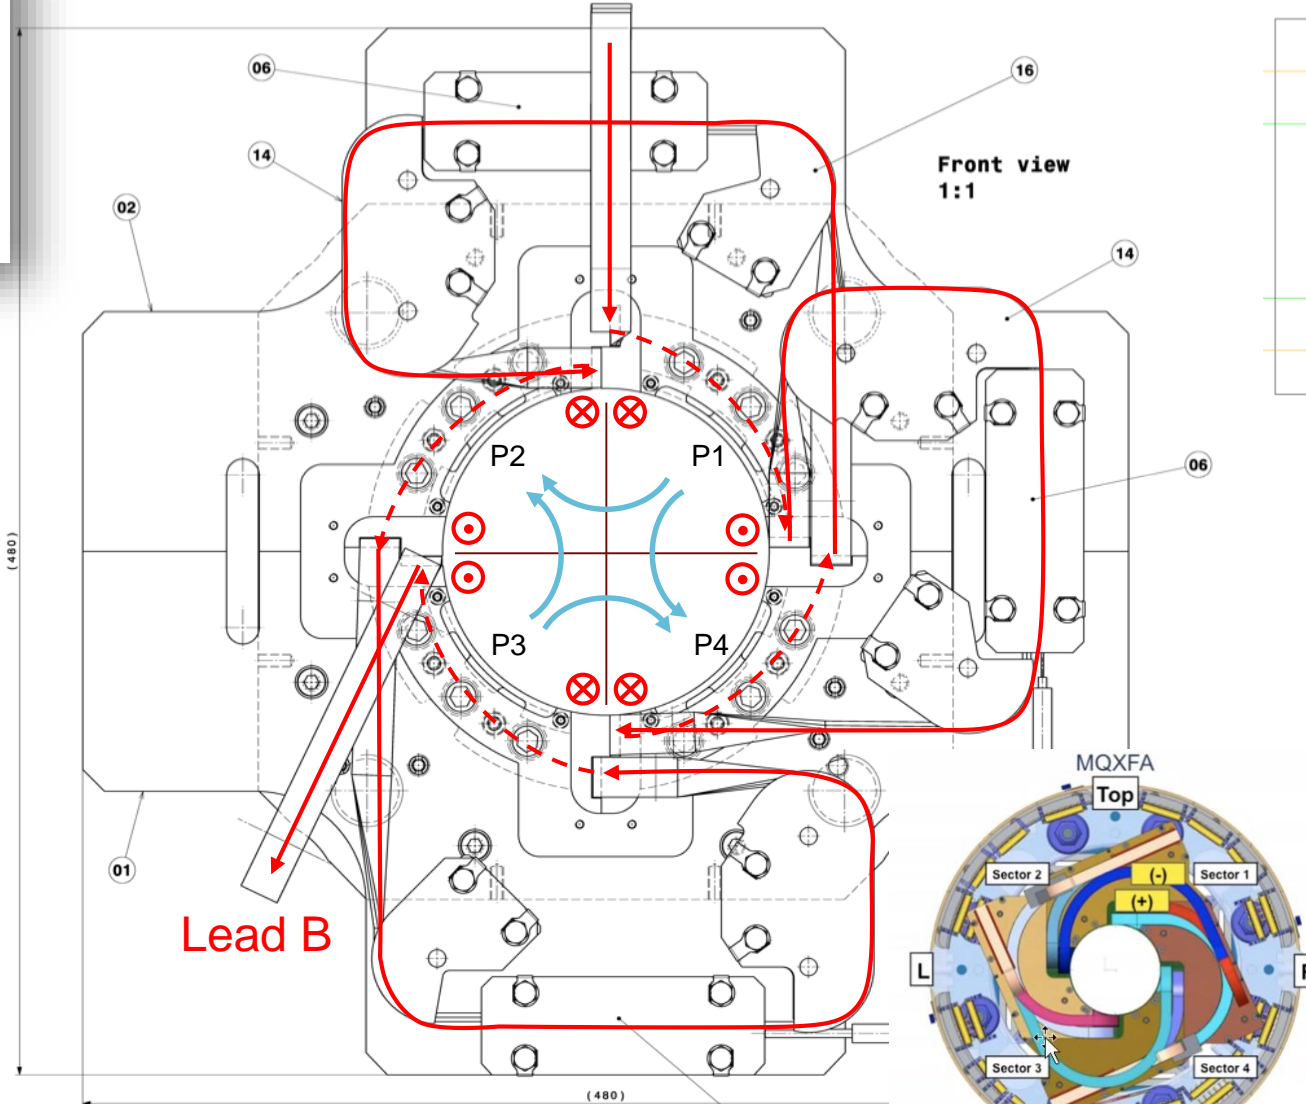 06
16
14
Front view
1:1
02
14
06
P2
P1
(480)
P3
P4
MQXFA
Top
01
Sector 2
(-)
Sector 1
(+)
Lead B
L
Sector 3
Sector 4
(480)